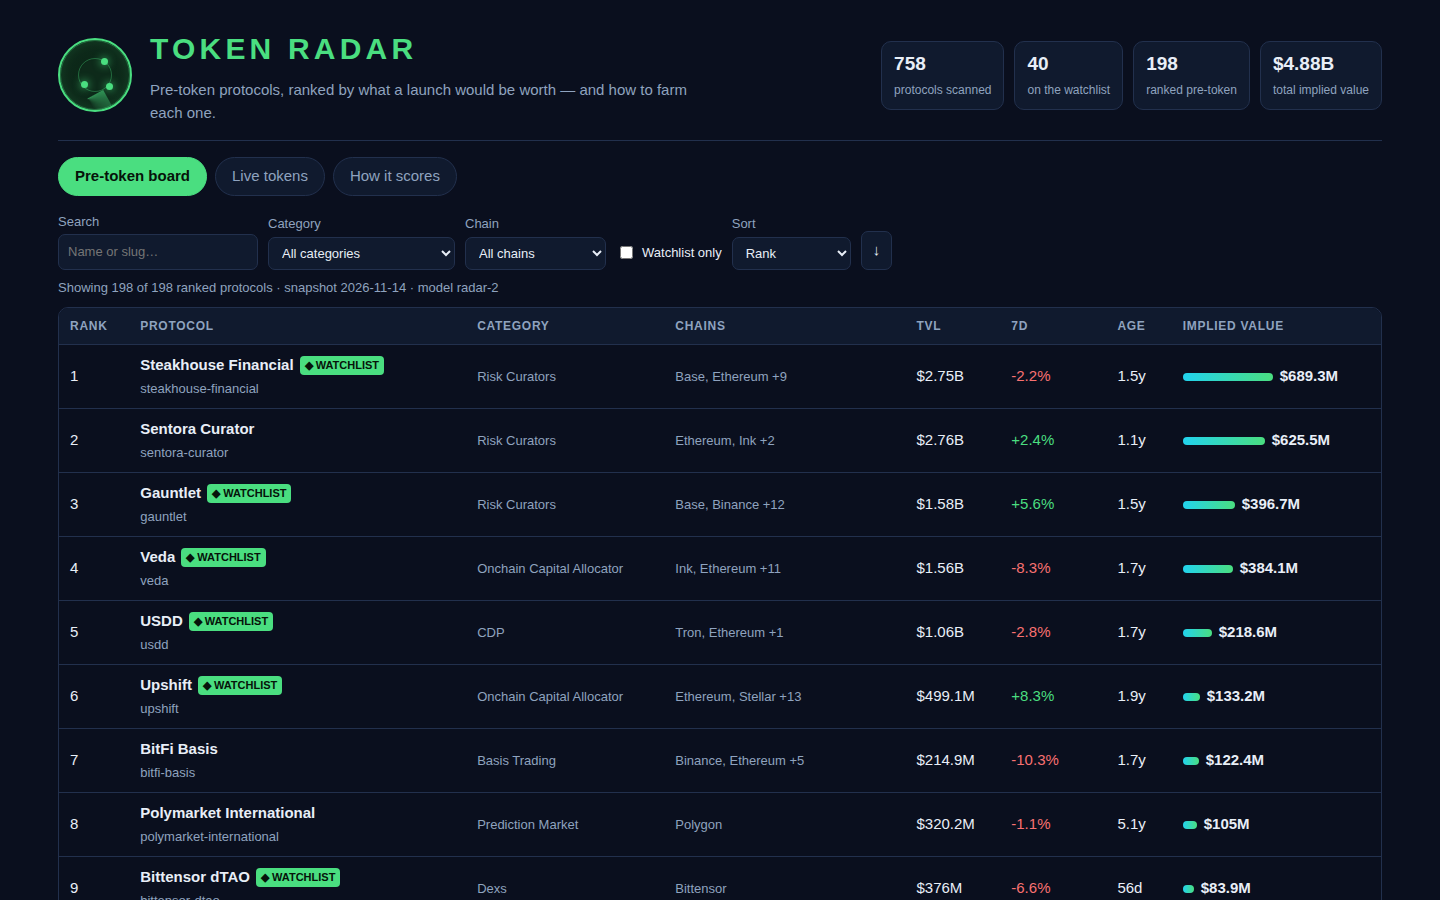 TOKEN RADAR
Pre-token protocols, ranked by what a launch would be worth — and how to farm
each one.
758
protocols scanned
40
on the watchlist
198
ranked pre-token
$4.88B
total implied value
Pre-token board
Live tokens
How it scores
Search
Category
Chain
Sort
Name or slug…
All categories
All chains
Watchlist only
Rank
↓
Showing 198 of 198 ranked protocols · snapshot 2026-11-14 · model radar-2
RANK PROTOCOL CATEGORY CHAINS TVL 7D AGE IMPLIED VALUE
1 Steakhouse Financial ◆ WATCHLIST Risk Curators Base, Ethereum +9 $2.75B -2.2% 1.5y $689.3M
steakhouse-financial
2 Sentora Curator Risk Curators Ethereum, Ink +2 $2.76B +2.4% 1.1y $625.5M
sentora-curator
3 Gauntlet ◆ WATCHLIST Risk Curators Base, Binance +12 $1.58B +5.6% 1.5y $396.7M
gauntlet
4 Veda ◆ WATCHLIST Onchain Capital Allocator Ink, Ethereum +11 $1.56B -8.3% 1.7y $384.1M
veda
5 USDD ◆ WATCHLIST CDP Tron, Ethereum +1 $1.06B -2.8% 1.7y $218.6M
usdd
6 Upshift ◆ WATCHLIST Onchain Capital Allocator Ethereum, Stellar +13 $499.1M +8.3% 1.9y $133.2M
upshift
7 BitFi Basis Basis Trading Binance, Ethereum +5 $214.9M -10.3% 1.7y $122.4M
bitfi-basis
8 Polymarket International Prediction Market Polygon $320.2M -1.1% 5.1y $105M
polymarket-international
9 Bittensor dTAO ◆ WATCHLIST Dexs Bittensor $376M -6.6% 56d $83.9M
bittensor-dtao